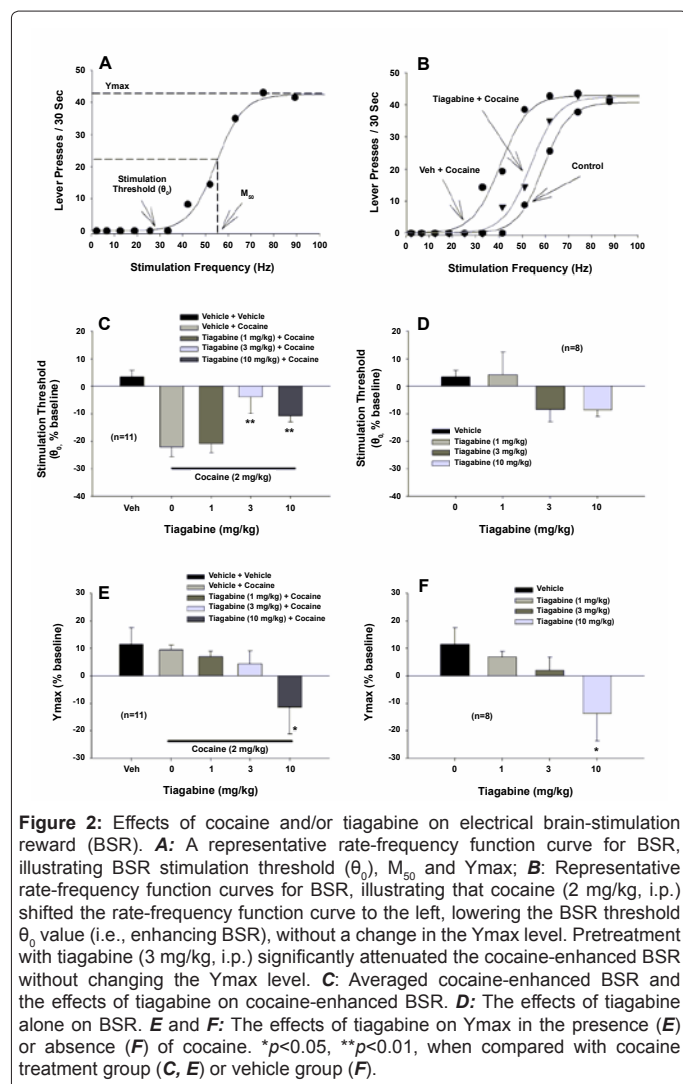 A
Ymax
Stimulation
Threshold (θ₀)
M₅₀
Lever Presses / 30 Sec
50
40
30
20
10
0
0 10 20 30 40 50 60 70 80 90 100
Stimulation Frequency (Hz)
B
Tiagabine + Cocaine
Veh + Cocaine
Control
Lever Presses / 30 Sec
50
40
30
20
10
0
0 10 20 30 40 50 60 70 80 90 100
Stimulation Frequency (Hz)
C
Vehicle + Vehicle
Vehicle + Cocaine
Tiagabine (1 mg/kg) + Cocaine
Tiagabine (3 mg/kg) + Cocaine
Tiagabine (10 mg/kg) + Cocaine
Stimulation Threshold
(θ₀, % baseline)
20
10
0
-10
-20
-30
-40
(n=11)
**
**
Cocaine (2 mg/kg)
Veh 0 1 3 10
Tiagabine (mg/kg)
D
(n=8)
Stimulation Threshold
(θ₀, % baseline)
20
10
0
-10
-20
-30
-40
Vehicle
Tiagabine (1 mg/kg)
Tiagabine (3 mg/kg)
Tiagabine (10 mg/kg)
0 1 3 10
Tiagabine (mg/kg)
E
Vehicle + Vehicle
Vehicle + Cocaine
Tiagabine (1 mg/kg) + Cocaine
Tiagabine (3 mg/kg) + Cocaine
Tiagabine (10 mg/kg) + Cocaine
Ymax (% baseline)
30
20
10
0
-10
-20
-30
(n=11)
*
Cocaine (2 mg/kg)
Veh 0 1 3 10
Tiagabine (mg/kg)
F
Vehicle
Tiagabine (1 mg/kg)
Tiagabine (3 mg/kg)
Tiagabine (10 mg/kg)
Ymax (% baseline)
30
20
10
0
-10
-20
-30
(n=8)
*
0 1 3 10
Tiagabine (mg/kg)
Figure 2: Effects of cocaine and/or tiagabine on electrical brain-stimulation
reward (BSR). A: A representative rate-frequency function curve for BSR,
illustrating BSR stimulation threshold (θ₀), M₅₀ and Ymax; B: Representative
rate-frequency function curves for BSR, illustrating that cocaine (2 mg/kg, i.p.)
shifted the rate-frequency function curve to the left, lowering the BSR threshold
θ₀ value (i.e., enhancing BSR), without a change in the Ymax level. Pretreatment
with tiagabine (3 mg/kg, i.p.) significantly attenuated the cocaine-enhanced BSR
without changing the Ymax level. C: Averaged cocaine-enhanced BSR and
the effects of tiagabine on cocaine-enhanced BSR. D: The effects of tiagabine
alone on BSR. E and F: The effects of tiagabine on Ymax in the presence (E)
or absence (F) of cocaine. *p<0.05, **p<0.01, when compared with cocaine
treatment group (C, E) or vehicle group (F).